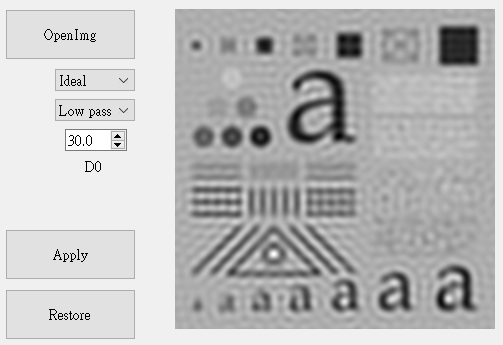 OpenImg
Ideal
Low pass
30.0
D0
Apply
Restore
a
a a a a a a a